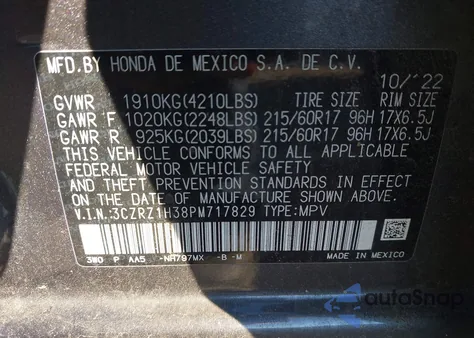 MFD.BY HONDA DE MEXICO S.A. DE C.V.
10/'22
GVWR 1910KG(4210LBS) TIRE SIZE RIM SIZE
GAWR F 1020KG(2248LBS) 215/60R17 96H 17X6.5J
GAWR R 925KG(2039LBS) 215/60R17 96H 17X6.5J
THIS VEHICLE CONFORMS TO ALL APPLICABLE
FEDERAL MOTOR VEHICLE SAFETY
AND THEFT PREVENTION STANDARDS IN EFFECT
ON THE DATE OF MANUFACTURE SHOWN ABOVE.
V.I.N.:3CZRZ1H38PM717829 TYPE:MPV
3W0 P AA5 -NH797MX -B -M
MADE IN MEXICO
autoSnap